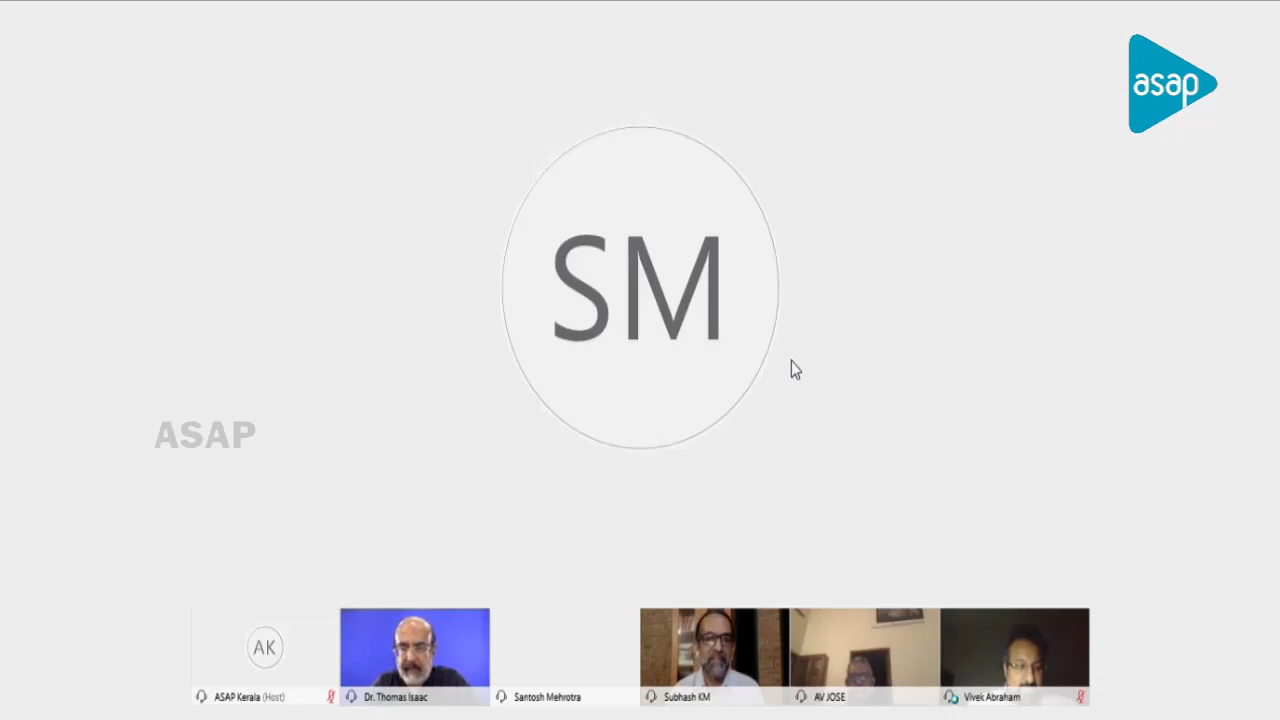 asap
SM
ASAP
AK
ASAP Kerala (Host)
Dr. Thomas Isaac
Santosh Mehrotra
Subhash KM
AV JOSE
Vivek Abraham